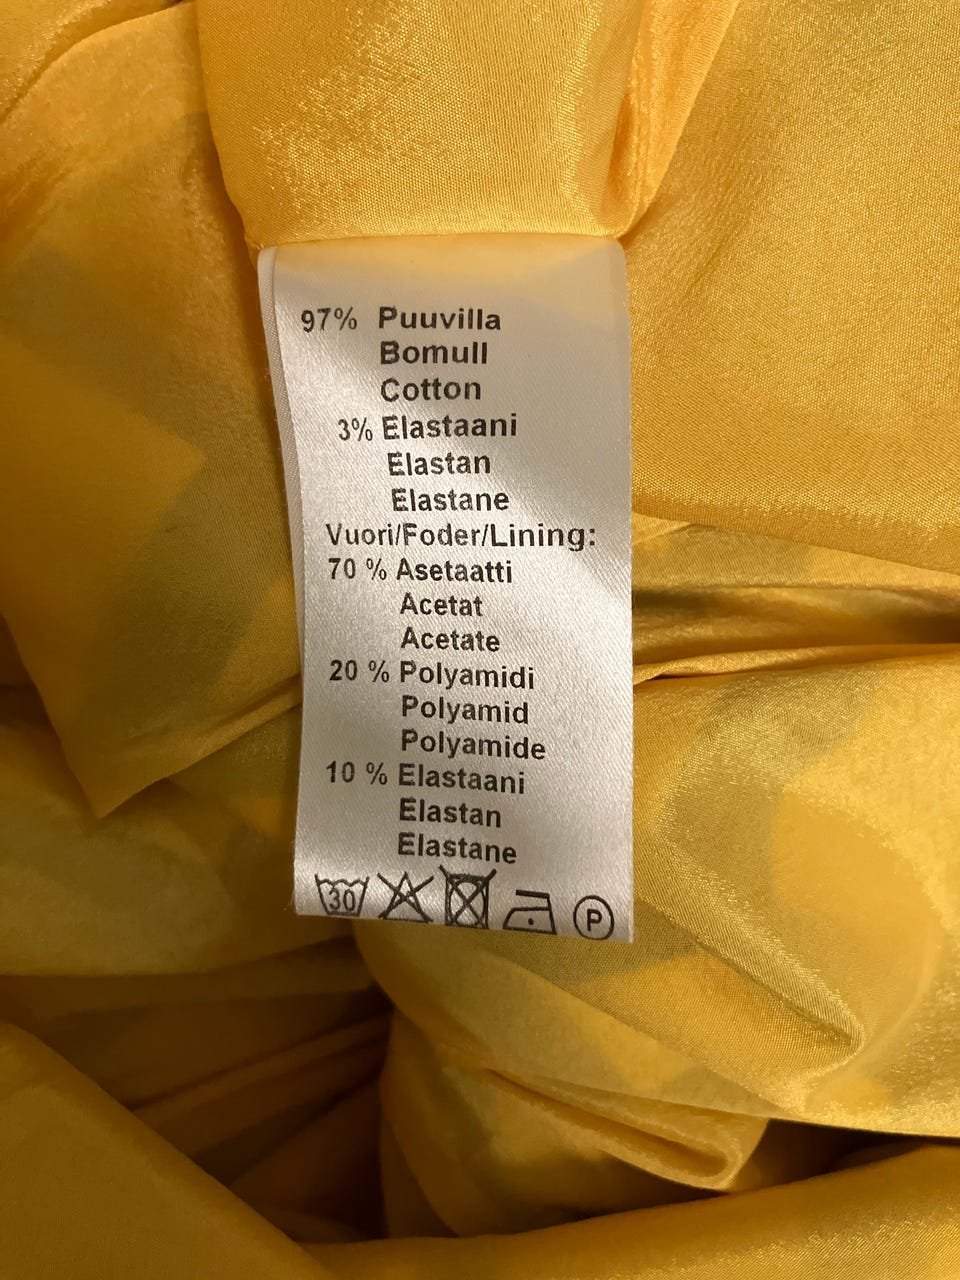 97% Puuvilla
Bomull
Cotton
3% Elastaani
Elastan
Elastane
Vuori/Foder/Lining:
70 % Asetaatti
Acetat
Acetate
20 % Polyamidi
Polyamid
Polyamide
10 % Elastaani
Elastan
Elastane
30 P